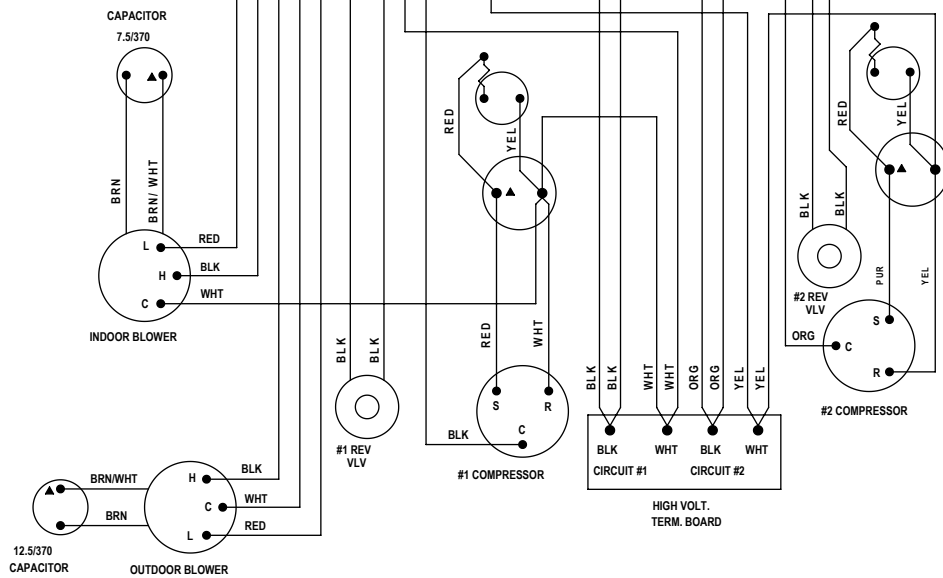 CAPACITOR
7.5/370
BRN
BRN/ WHT
L
RED
H
BLK
C
WHT
INDOOR BLOWER
BRN/WHT
BRN
12.5/370
CAPACITOR
H
BLK
C
WHT
L
RED
OUTDOOR BLOWER
BLK
BLK
#1 REV
VLV
RED
YEL
RED
WHT
S
R
C
BLK
#1 COMPRESSOR
BLK
BLK
WHT
WHT
ORG
ORG
YEL
YEL
BLK
WHT
BLK
WHT
CIRCUIT #1
CIRCUIT #2
HIGH VOLT.
TERM. BOARD
RED
YEL
BLK
BLK
#2 REV
VLV
PUR
YEL
ORG
S
C
R
#2 COMPRESSOR